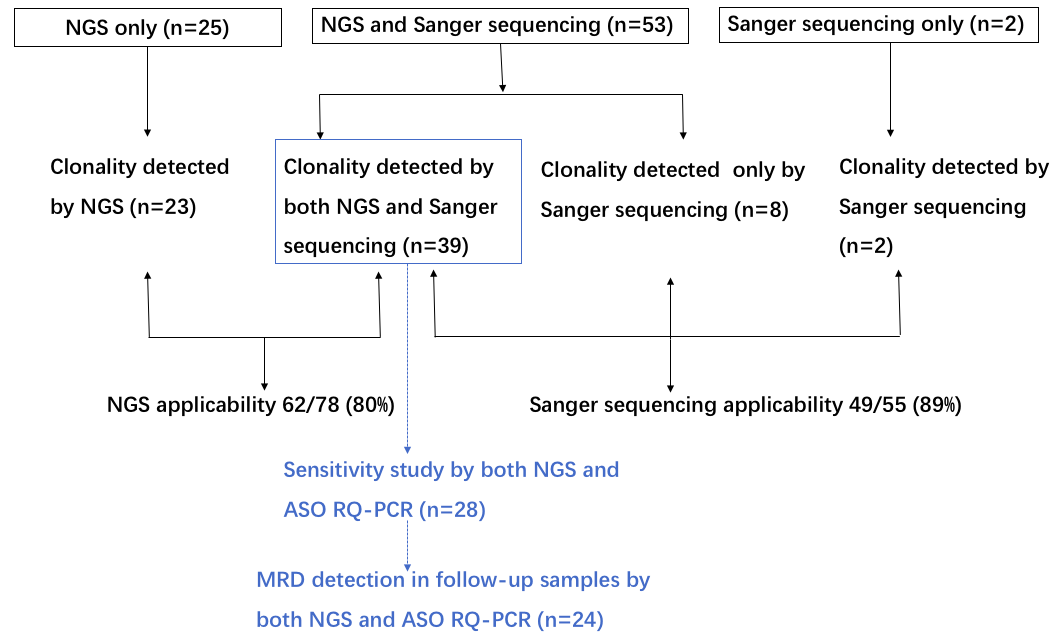 NGS only (n=25)
NGS and Sanger sequencing (n=53)
Sanger sequencing only (n=2)
Clonality detected
by NGS (n=23)
Clonality detected by
both NGS and Sanger
sequencing (n=39)
Clonality detected  only by
Sanger sequencing (n=8)
Clonality detected by
Sanger sequencing
(n=2)
NGS applicability 62/78 (80%)
Sanger sequencing applicability 49/55 (89%)
Sensitivity study by both NGS and
ASO RQ-PCR (n=28)
MRD detection in follow-up samples by
both NGS and ASO RQ-PCR (n=24)